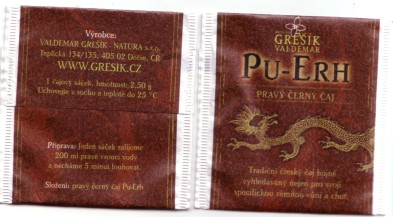 Výrobce:
VALDEMAR GREŠÍK - NATURA s.r.o.
Teplická 134/135, 405 02 Děčín, ČR
WWW.GRESIK.CZ
1 čajový sáček, hmotnost: 2,50 g
Uchovejte v suchu a teplotě do 25 °C
Příprava: Jeden sáček zalijeme
200 ml právě vroucí vody
a necháme 5 minut louhovat.
Složení: pravý černý čaj Pu-Erh
GREŠÍK
VALDEMAR
PU-ERH
PRAVÝ ČERNÝ ČAJ
Tradiční čínský čaj hojně
vyhledávaný nejen pro svoji
specifickou zemitou vůni a chuť.